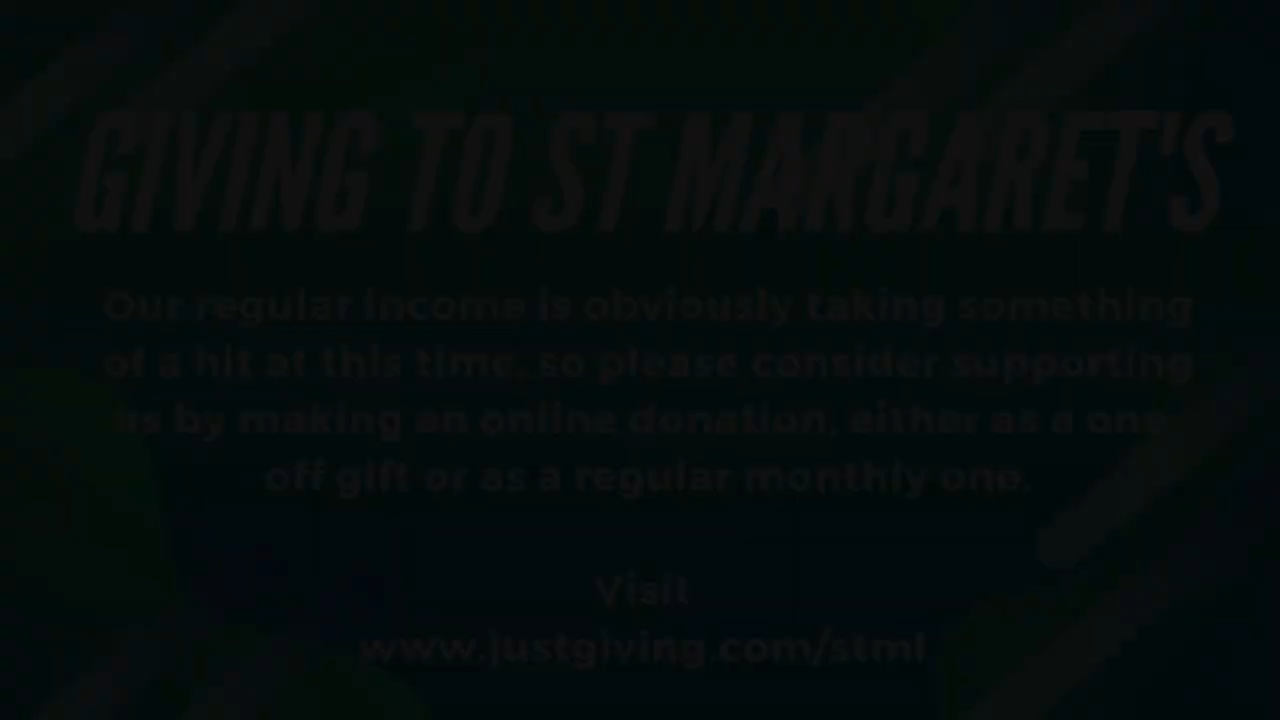 GIVING TO ST MARGARET'S
Our regular income is obviously taking something
of a hit at this time, so please consider supporting
us by making an online donation, either as a one
off gift or as a regular monthly one.
Visit
www.justgiving.com/stml